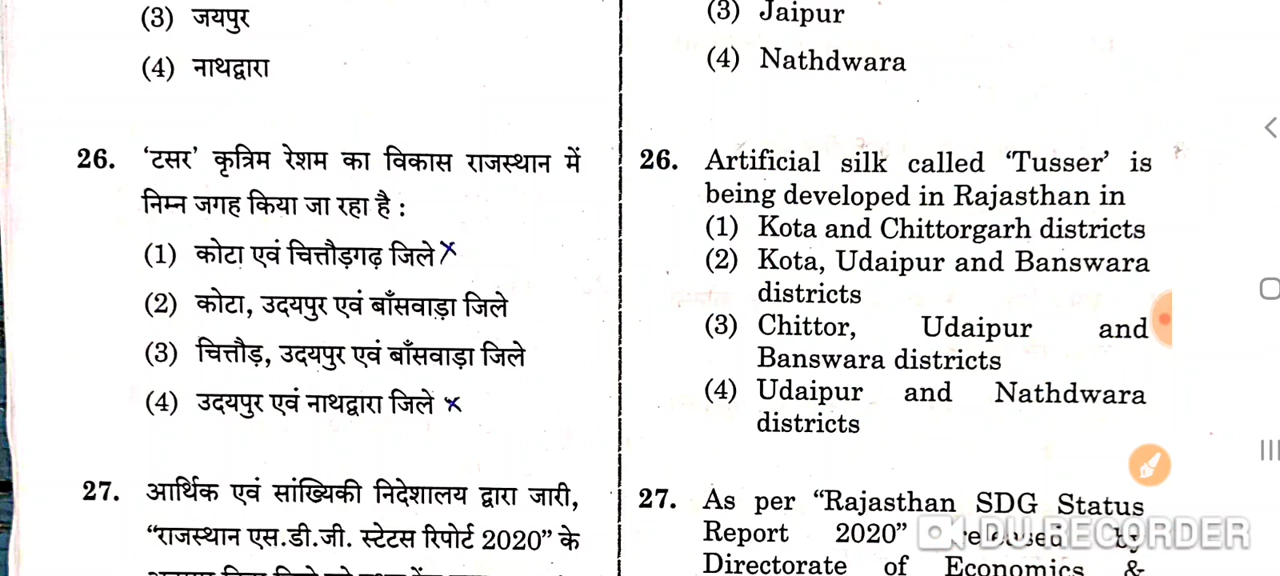 (3) जयपुर
(4) नाथद्वारा
26. ‘टसर’ कृत्रिम रेशम का विकास राजस्थान में
निम्न जगह किया जा रहा है :
(1) कोटा एवं चित्तौड़गढ़ जिले
(2) कोटा, उदयपुर एवं बाँसवाड़ा जिले
(3) चित्तौड़, उदयपुर एवं बाँसवाड़ा जिले
(4) उदयपुर एवं नाथद्वारा जिले
27. आर्थिक एवं सांख्यिकी निदेशालय द्वारा जारी,
“राजस्थान एस.डी.जी. स्टेटस रिपोर्ट 2020” के
(3) Jaipur
(4) Nathdwara
26. Artificial silk called ‘Tusser’ is
being developed in Rajasthan in
(1) Kota and Chittorgarh districts
(2) Kota, Udaipur and Banswara
districts
(3) Chittor, Udaipur and
Banswara districts
(4) Udaipur and Nathdwara
districts
27. As per “Rajasthan SDG Status
Report 2020” released by
Directorate of Economics &
DU RECORDER